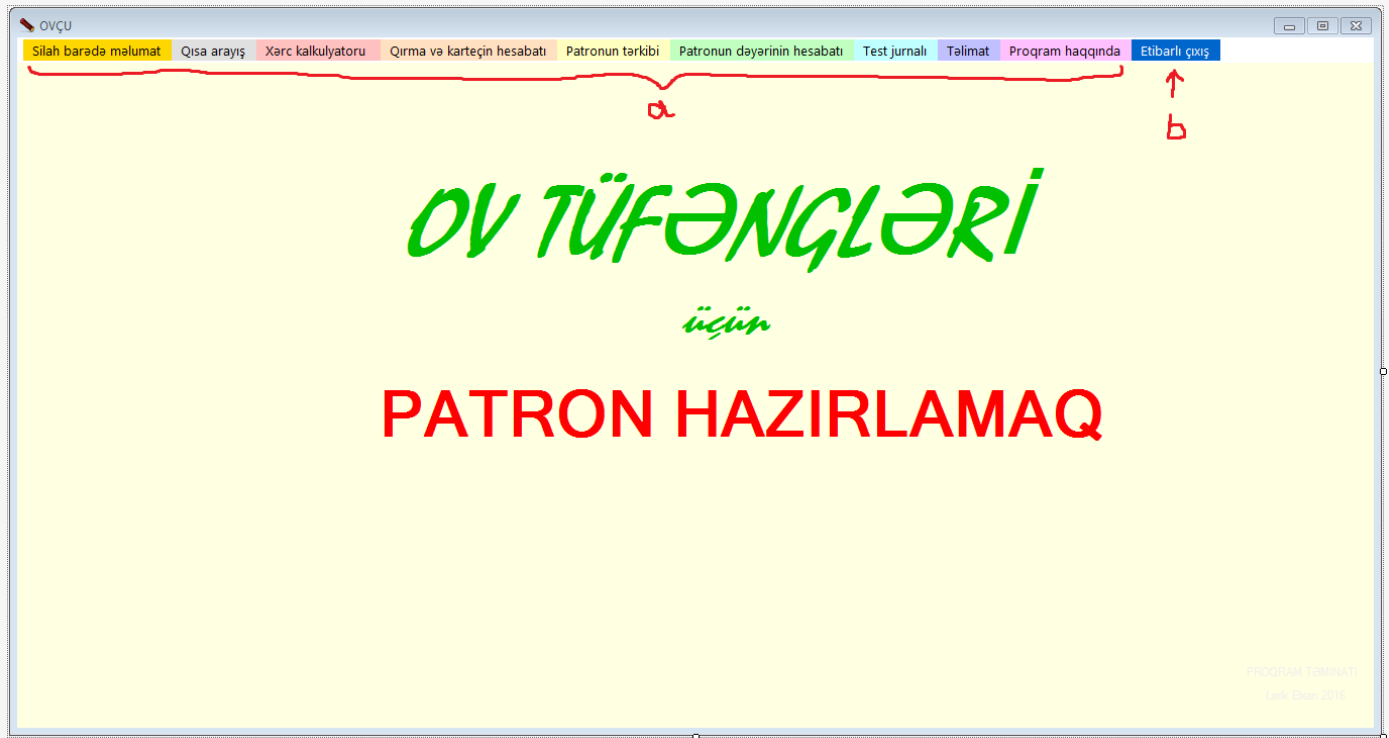 OVÇU
Silah barədə məlumat Qısa arayış Xərc kalkulyatoru Qırma və karteçin hesabatı Patronun tərkibi Patronun dəyərinin hesabatı Test jurnalı Təlimat Proqram haqqında Etibarlı çıxış
a
b
OV TÜFƏNGLƏRİ
üçün
PATRON HAZIRLAMAQ
PROQRAM TƏMİNATI
2016